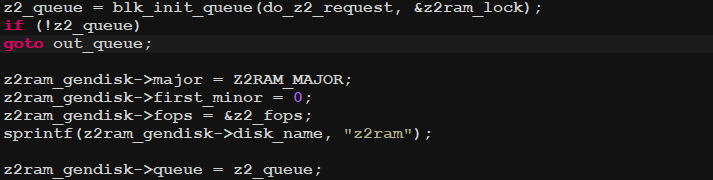 z2_queue = blk_init_queue(do_z2_request, &z2ram_lock);
if (!z2_queue)
goto out_queue;
z2ram_gendisk->major = Z2RAM_MAJOR;
z2ram_gendisk->first_minor = 0;
z2ram_gendisk->fops = &z2_fops;
sprintf(z2ram_gendisk->disk_name, "z2ram");
z2ram_gendisk->queue = z2_queue;